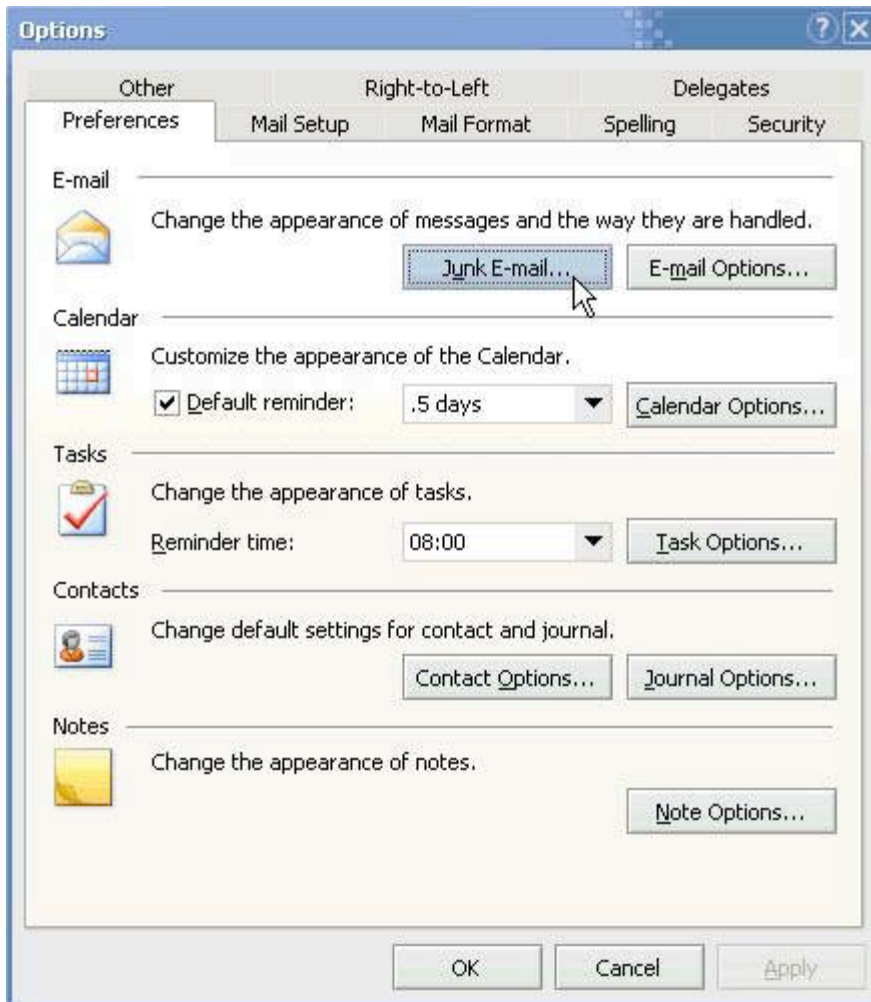 Options
Other Right-to-Left Delegates
Preferences Mail Setup Mail Format Spelling Security
E-mail
Change the appearance of messages and the way they are handled.
Junk E-mail... E-mail Options...
Calendar
Customize the appearance of the Calendar.
Default reminder: .5 days Calendar Options...
Tasks
Change the appearance of tasks.
Reminder time: 08:00 Task Options...
Contacts
Change default settings for contact and journal.
Contact Options... Journal Options...
Notes
Change the appearance of notes.
Note Options...
OK Cancel Apply